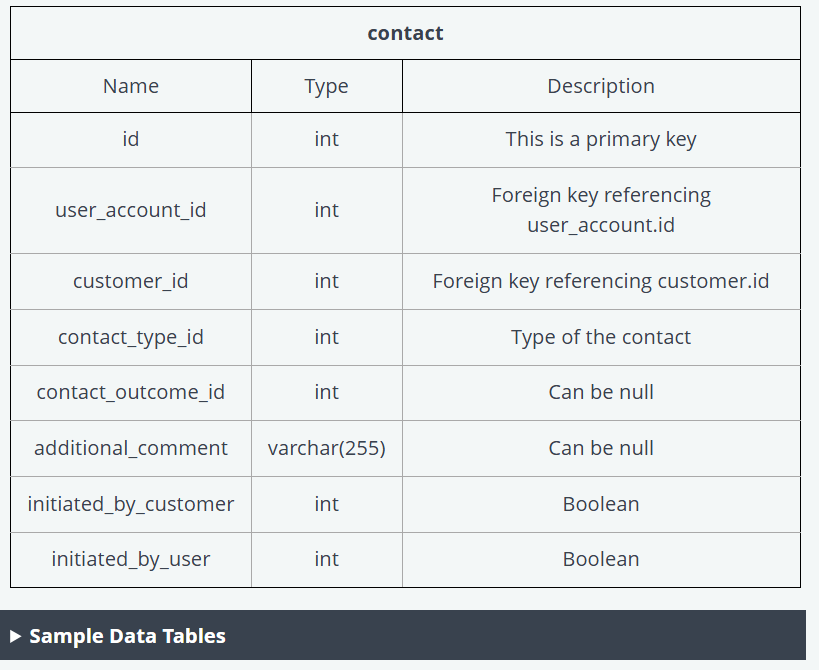 contact
Name Type Description
id int This is a primary key
user_account_id int Foreign key referencing
user_account.id
customer_id int Foreign key referencing customer.id
contact_type_id int Type of the contact
contact_outcome_id int Can be null
additional_comment varchar(255) Can be null
initiated_by_customer int Boolean
initiated_by_user int Boolean
Sample Data Tables